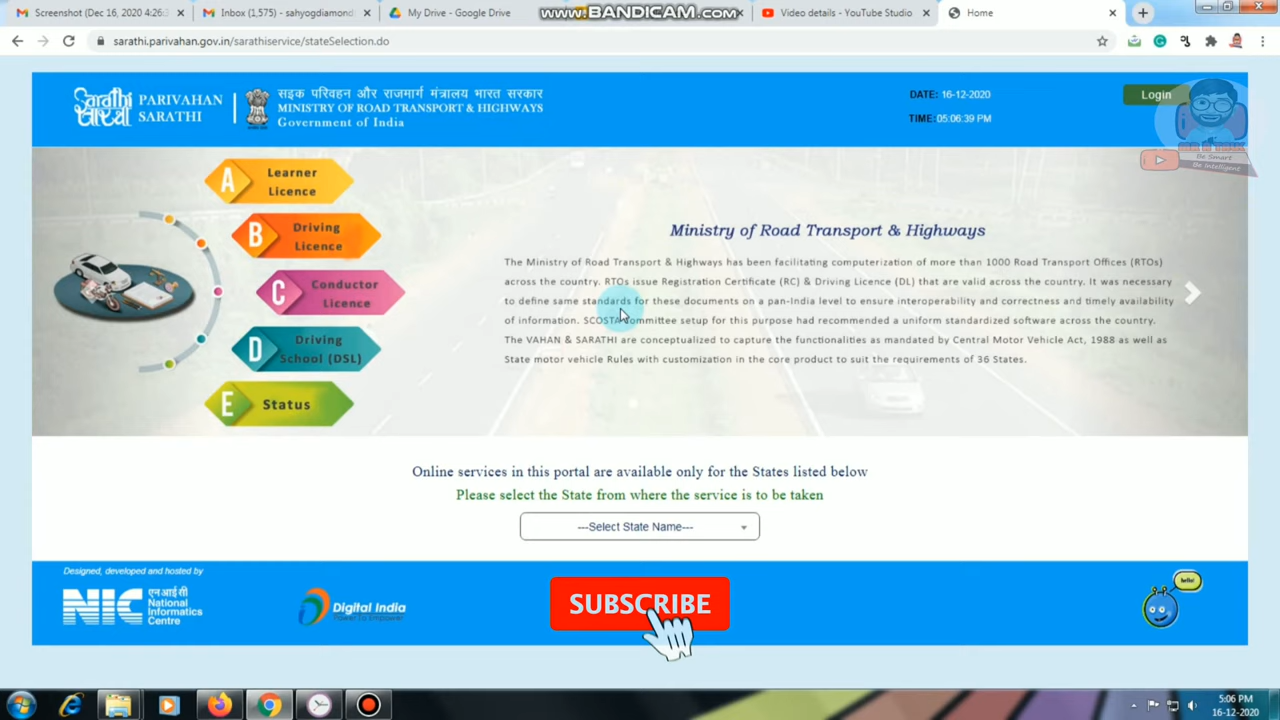 Screenshot (Dec 16, 2020 4:26:3
Inbox (1,575) - sahyogdiamond
My Drive - Google Drive
www.BANDICAM.com
Video details - YouTube Studio
Home
sarathi.parivahan.gov.in/sarathiservice/stateSelection.do
Sarathi
सारथी
PARIVAHAN
SARATHI
सड़क परिवहन और राजमार्ग मंत्रालय भारत सरकार
MINISTRY OF ROAD TRANSPORT & HIGHWAYS
Government of India
DATE: 16-12-2020
TIME: 05:06:39 PM
Login
Be Smart
Be Intelligent
A Learner
Licence
B Driving
Licence
C Conductor
Licence
D Driving
School (DSL)
E Status
Ministry of Road Transport & Highways
The Ministry of Road Transport & Highways has been facilitating computerization of more than 1000 Road Transport Offices (RTOs)
across the country. RTOs issue Registration Certificate (RC) & Driving Licence (DL) that are valid across the country. It was necessary
to define same standards for these documents on a pan-India level to ensure interoperability and correctness and timely availability
of information. SCOSTA committee setup for this purpose had recommended a uniform standardized software across the country.
The VAHAN & SARATHI are conceptualized to capture the functionalities as mandated by Central Motor Vehicle Act, 1988 as well as
State motor vehicle Rules with customization in the core product to suit the requirements of 36 States.
Online services in this portal are available only for the States listed below
Please select the State from where the service is to be taken
---Select State Name---
Designed, developed and hosted by
NIC एन आई सी
National
Informatics
Centre
Digital India
Power To Empower
SUBSCRIBE
hello!
5:06 PM
16-12-2020